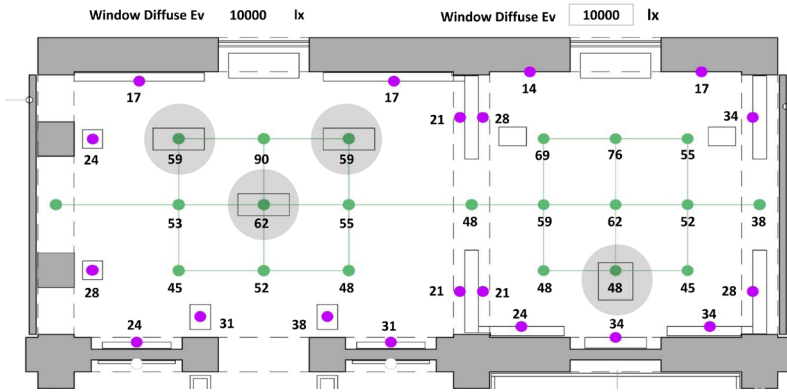 Window Diffuse Ev 10000 lx Window Diffuse Ev 10000 lx
17 17 14 17
21 28 34
24 59 90 59 69 76 55
53 62 55 48 59 62 52 38
28 45 52 48 21 21 48 48 45 28
24 31 38 31 24 34 34